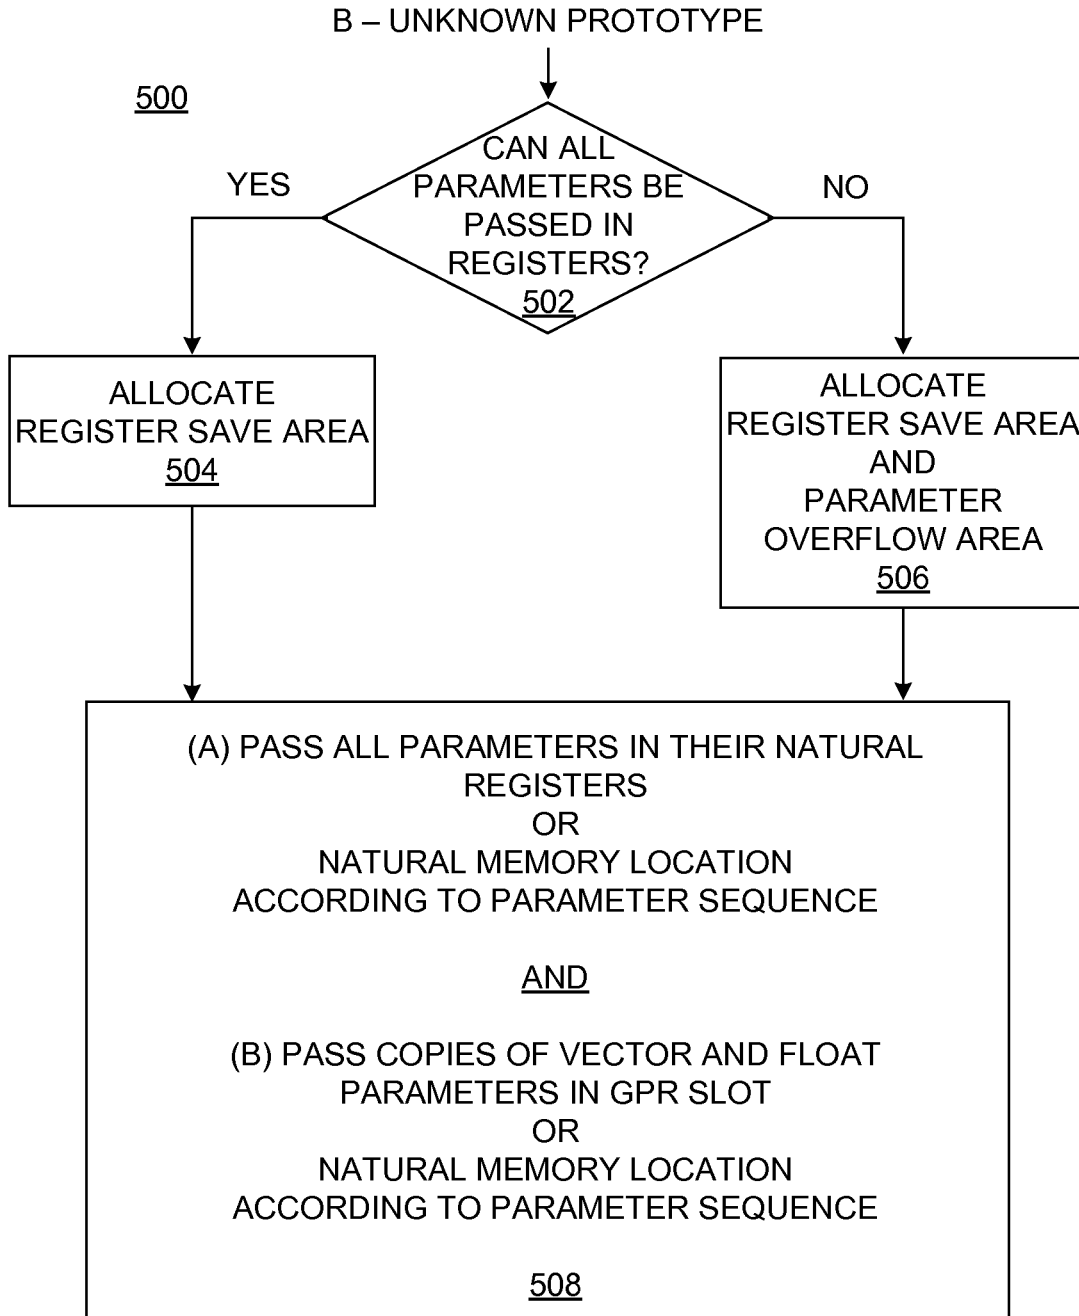 B – UNKNOWN PROTOTYPE
500
CAN ALL
PARAMETERS BE
PASSED IN
REGISTERS?
502
YES
NO
ALLOCATE
REGISTER SAVE AREA
504
ALLOCATE
REGISTER SAVE AREA
AND
PARAMETER
OVERFLOW AREA
506
(A) PASS ALL PARAMETERS IN THEIR NATURAL
REGISTERS
OR
NATURAL MEMORY LOCATION
ACCORDING TO PARAMETER SEQUENCE
AND
(B) PASS COPIES OF VECTOR AND FLOAT
PARAMETERS IN GPR SLOT
OR
NATURAL MEMORY LOCATION
ACCORDING TO PARAMETER SEQUENCE
508